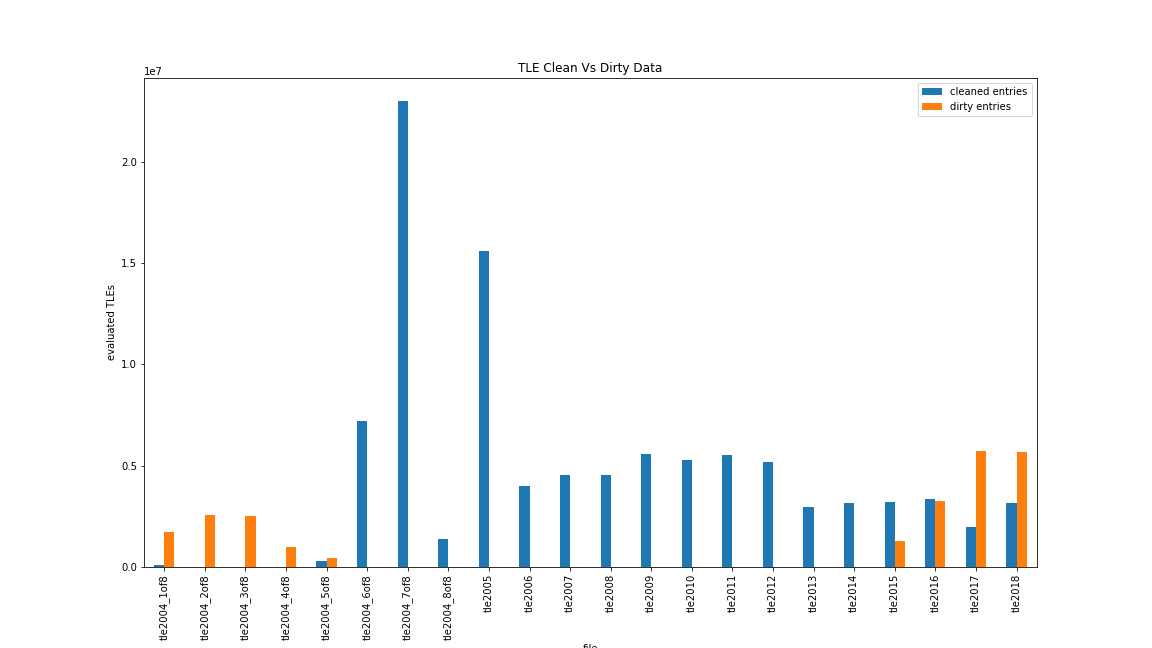 TLE Clean Vs Dirty Data
1e7
cleaned entries
dirty entries
2.0
1.5
1.0
0.5
0.0
evaluated TLEs
tle2004_1of8
tle2004_2of8
tle2004_3of8
tle2004_4of8
tle2004_5of8
tle2004_6of8
tle2004_7of8
tle2004_8of8
tle2005
tle2006
tle2007
tle2008
tle2009
tle2010
tle2011
tle2012
tle2013
tle2014
tle2015
tle2016
tle2017
tle2018
file